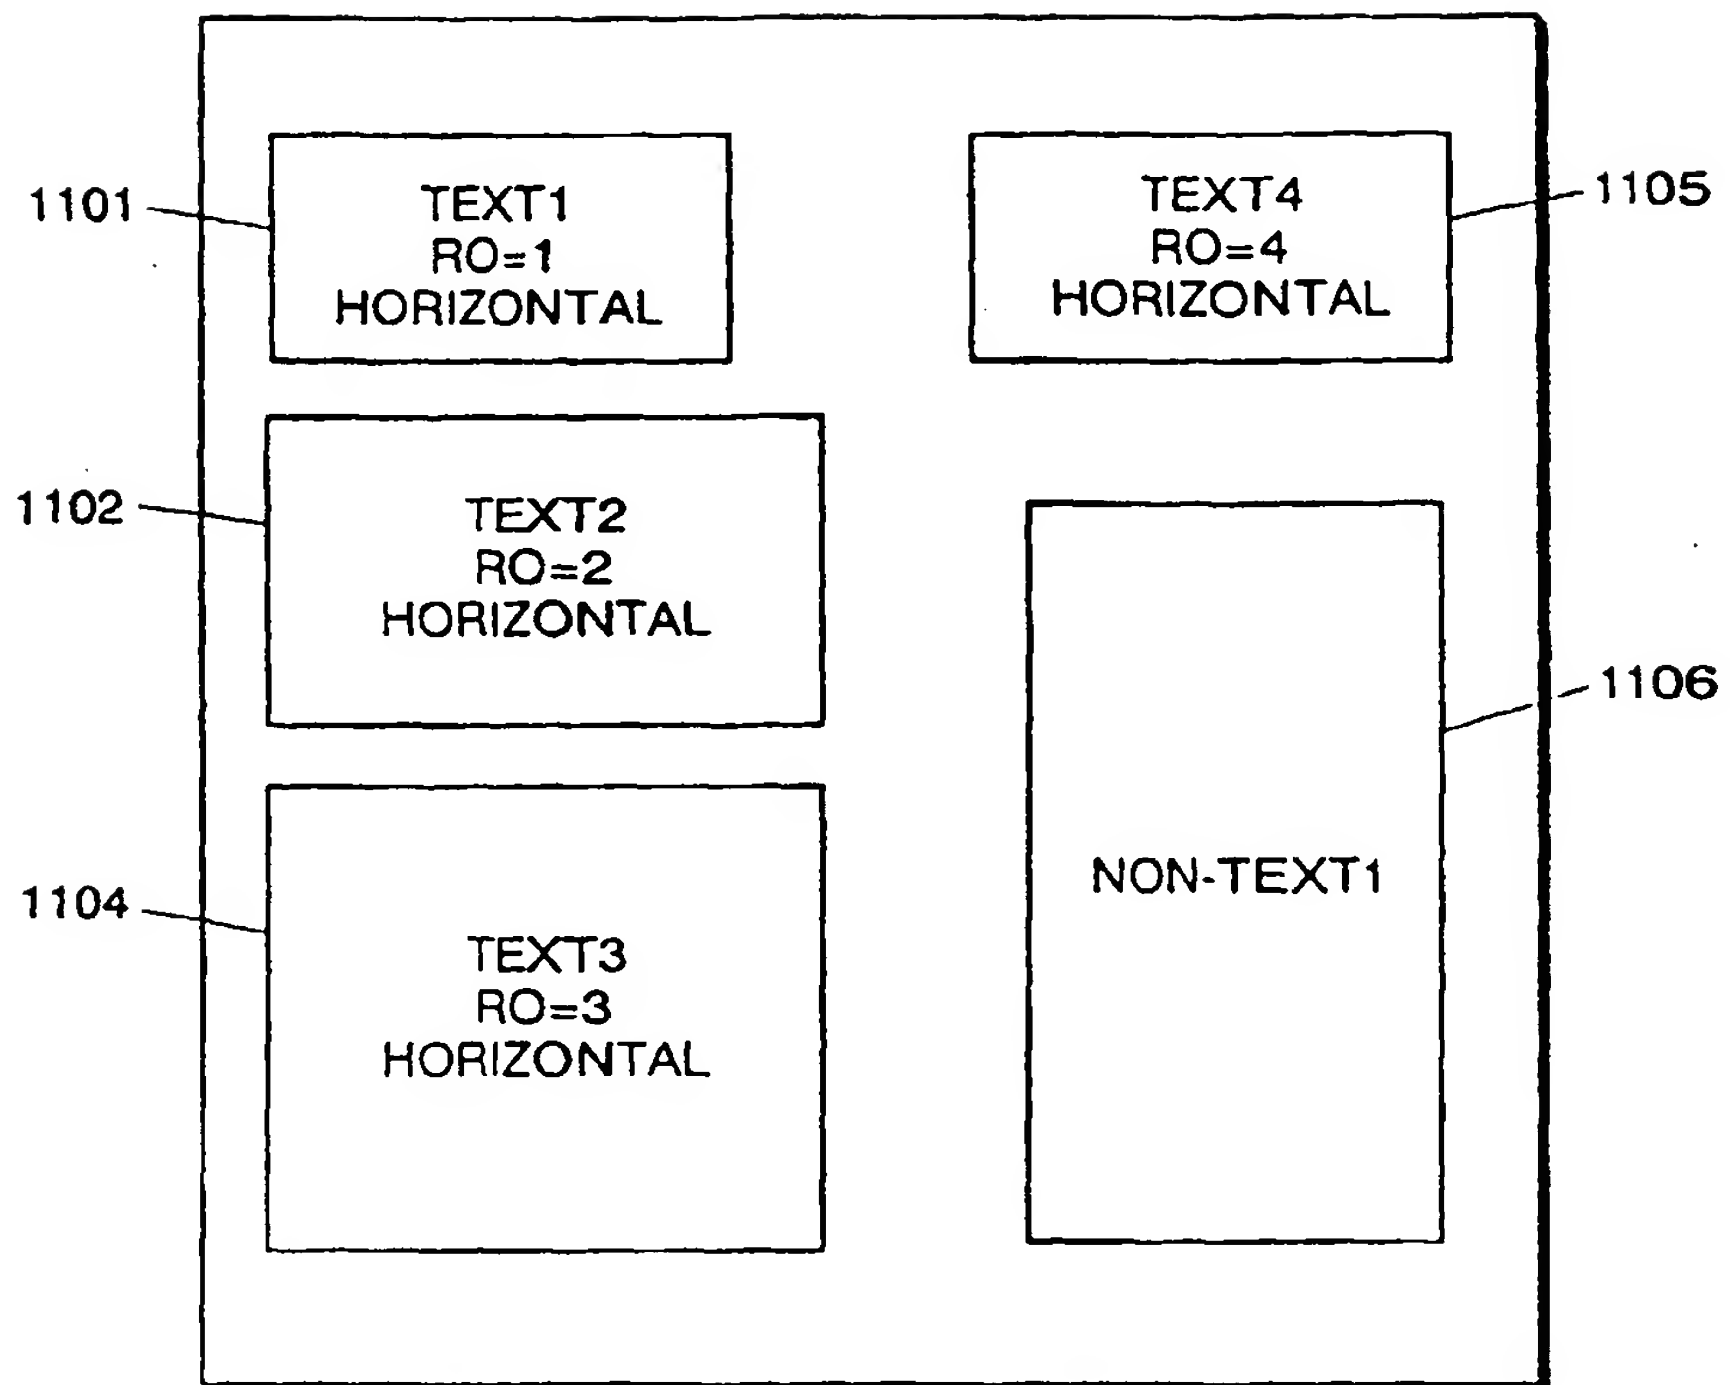 1101
TEXT1
RO=1
HORIZONTAL
1102
TEXT2
RO=2
HORIZONTAL
1104
TEXT3
RO=3
HORIZONTAL
TEXT4
RO=4
HORIZONTAL
1105
NON-TEXT1
1106